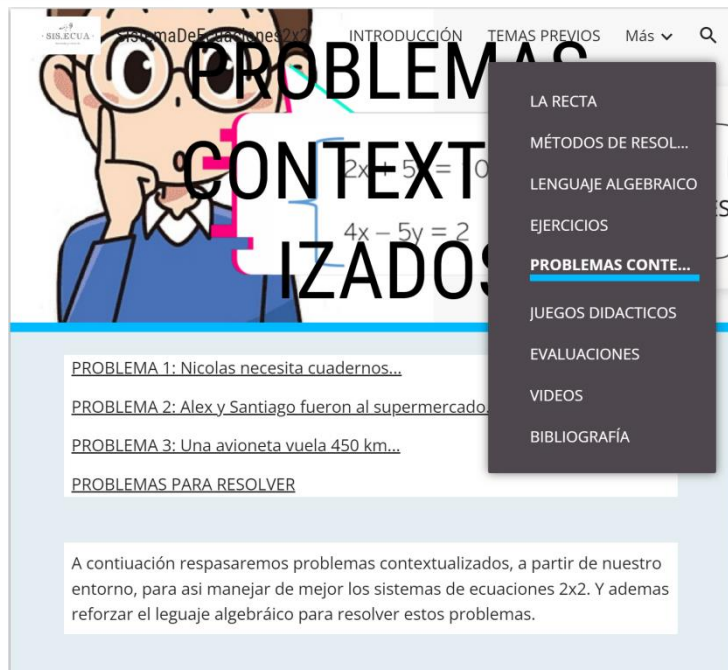 SIS.ECUA
SistemaDeEcuaciones2x2
INTRODUCCIÓN
TEMAS PREVIOS
Más
PROBLEMAS
CONTEXT
IZADOS
4x – 5y = 2
LA RECTA
MÉTODOS DE RESOL...
LENGUAJE ALGEBRAICO
EJERCICIOS
PROBLEMAS CONTE...
JUEGOS DIDACTICOS
EVALUACIONES
VIDEOS
BIBLIOGRAFÍA
PROBLEMA 1: Nicolas necesita cuadernos...
PROBLEMA 2: Alex y Santiago fueron al supermercado.
PROBLEMA 3: Una avioneta vuela 450 km...
PROBLEMAS PARA RESOLVER
A contiuación respasaremos problemas contextualizados, a partir de nuestro
entorno, para asi manejar de mejor los sistemas de ecuaciones 2x2. Y ademas
reforzar el leguaje algebráico para resolver estos problemas.